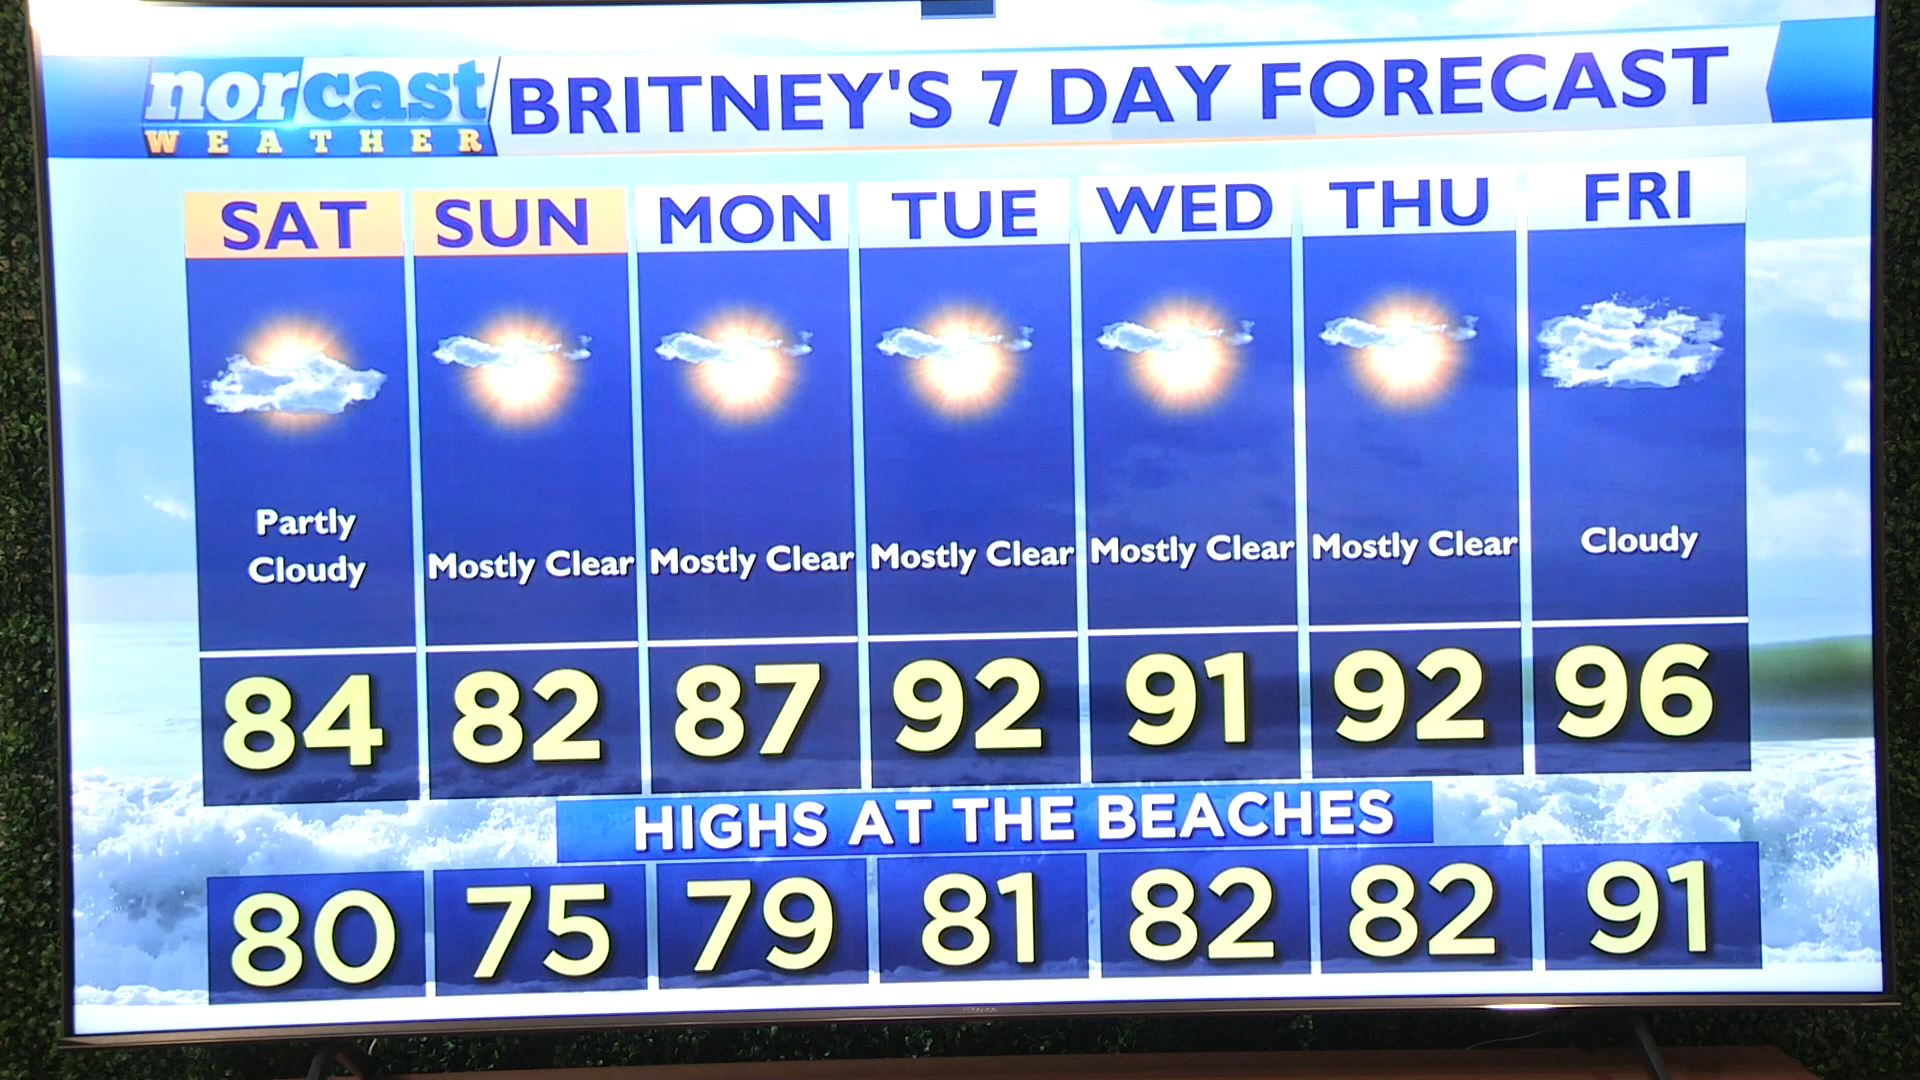 norcast
WEATHER
BRITNEY'S 7 DAY FORECAST
SAT SUN MON TUE WED THU FRI
Partly
Cloudy Mostly Clear Mostly Clear Mostly Clear Mostly Clear Mostly Clear Cloudy
84 82 87 92 91 92 96
HIGHS AT THE BEACHES
80 75 79 81 82 82 91